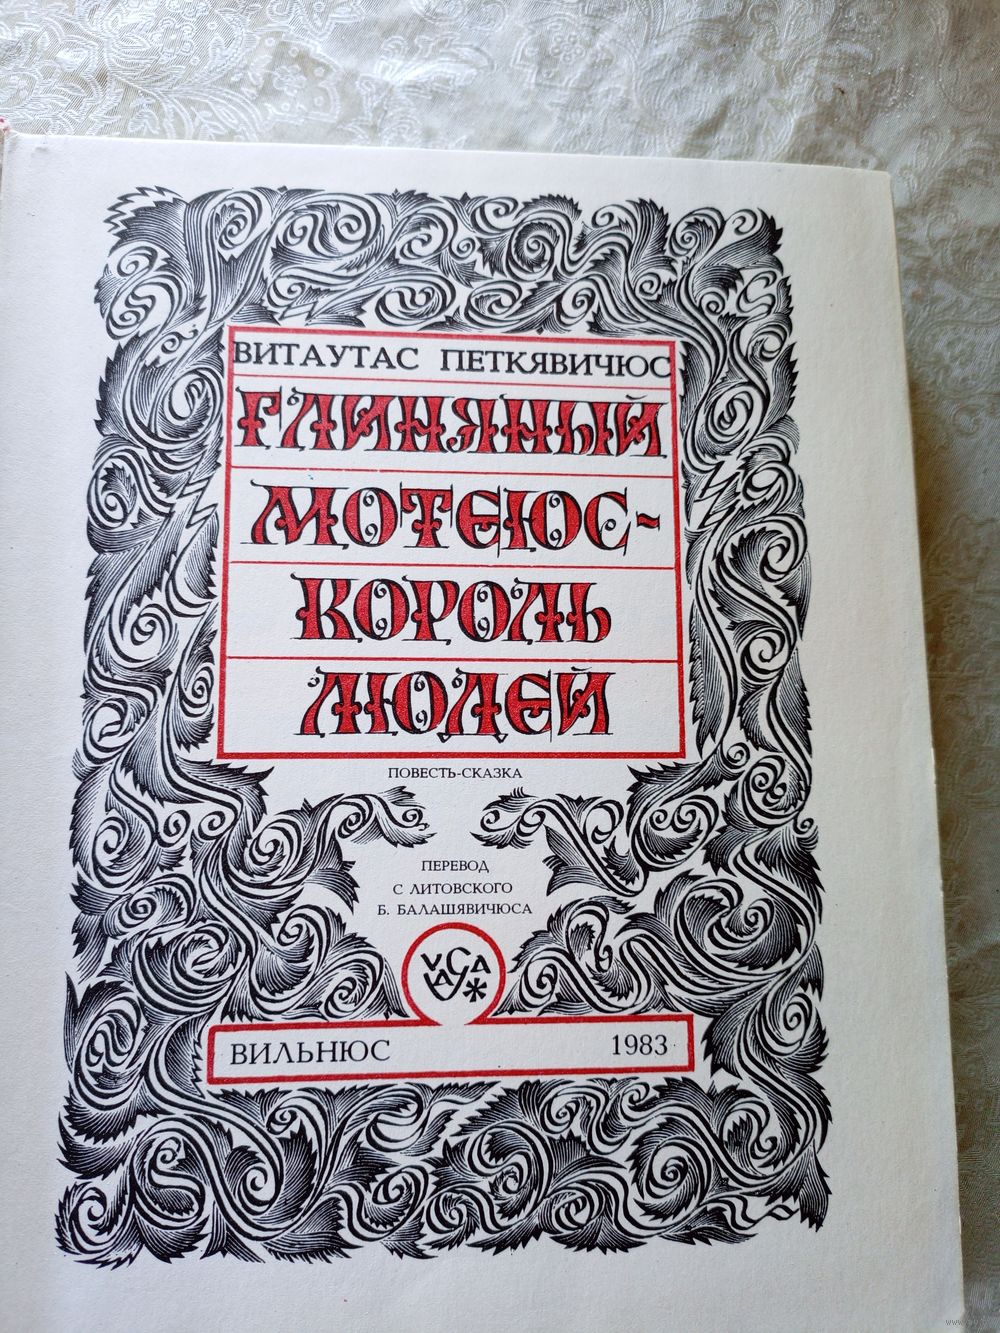 ВИТАУТАС ПЕТКЯВИЧЮС
ГЛИНЯНЫЙ
МОТЕЮС-
КОРОЛЬ
ЛЮДЕЙ
ПОВЕСТЬ-СКАЗКА
ПЕРЕВОД
С ЛИТОВСКОГО
Б. БАЛАШЯВИЧЮСА
ВИЛЬНЮС 1983